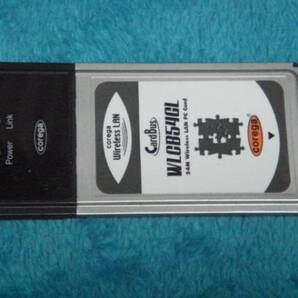 Power
Link
corega
corega
Wireless LAN
CardBus
WLCB54GL
54M Wireless LAN PC Card
corega